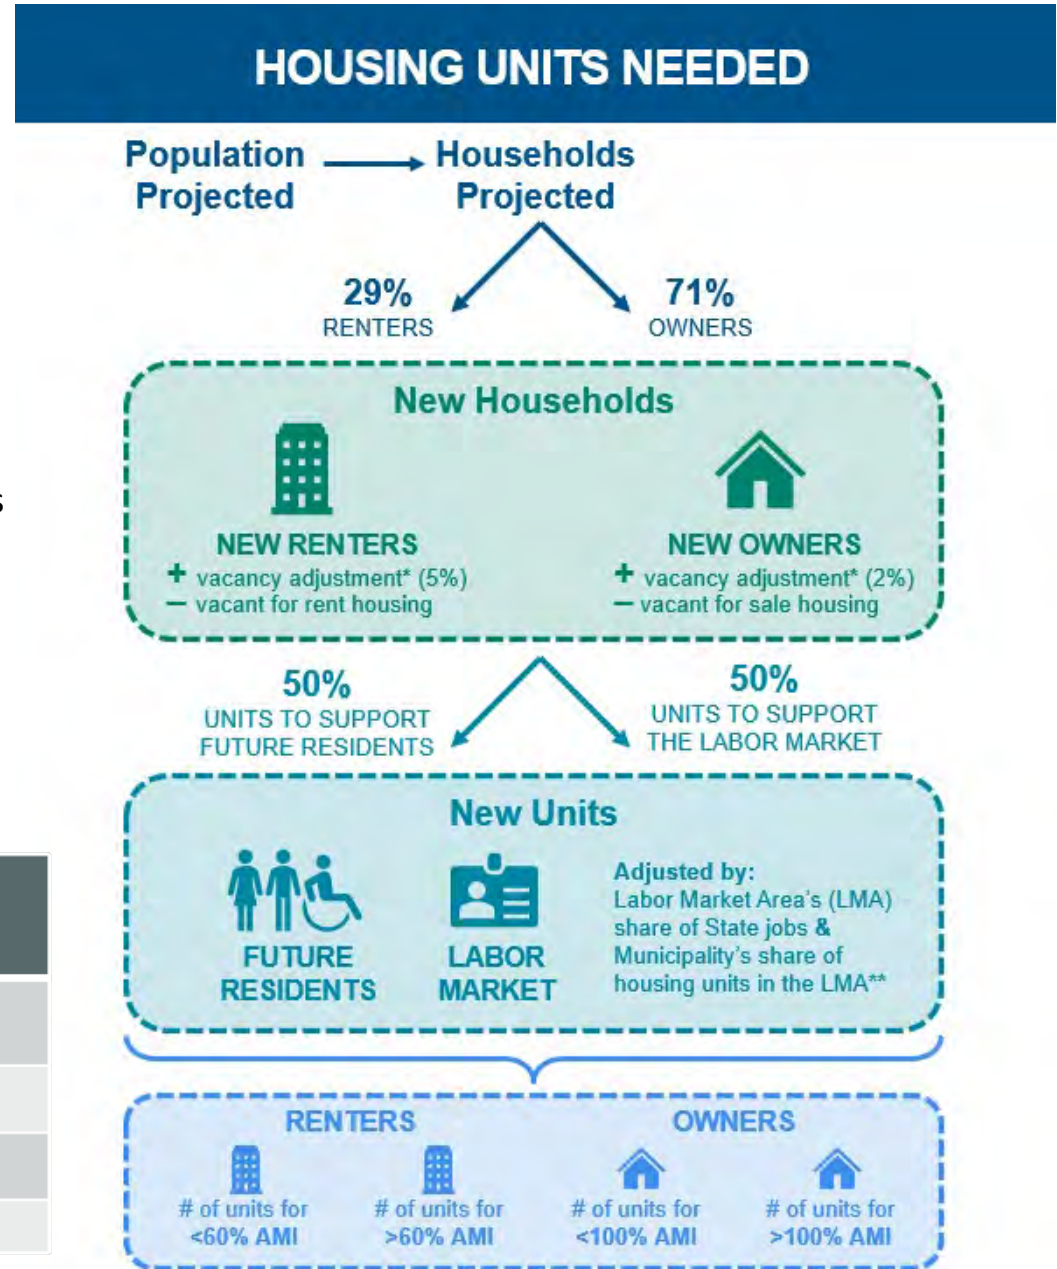 HOUSING UNITS NEEDED
Population
Projected
Households
Projected
29%
RENTERS
71%
OWNERS
New Households
NEW RENTERS
+ vacancy adjustment* (5%)
− vacant for rent housing
NEW OWNERS
+ vacancy adjustment* (2%)
− vacant for sale housing
s
50%
UNITS TO SUPPORT
FUTURE RESIDENTS
50%
UNITS TO SUPPORT
THE LABOR MARKET
New Units
FUTURE
RESIDENTS
LABOR
MARKET
Adjusted by:
Labor Market Area's (LMA)
share of State jobs &
Municipality's share of
housing units in the LMA**
RENTERS
# of units for
<60% AMI
# of units for
>60% AMI
OWNERS
# of units for
<100% AMI
# of units for
>100% AMI